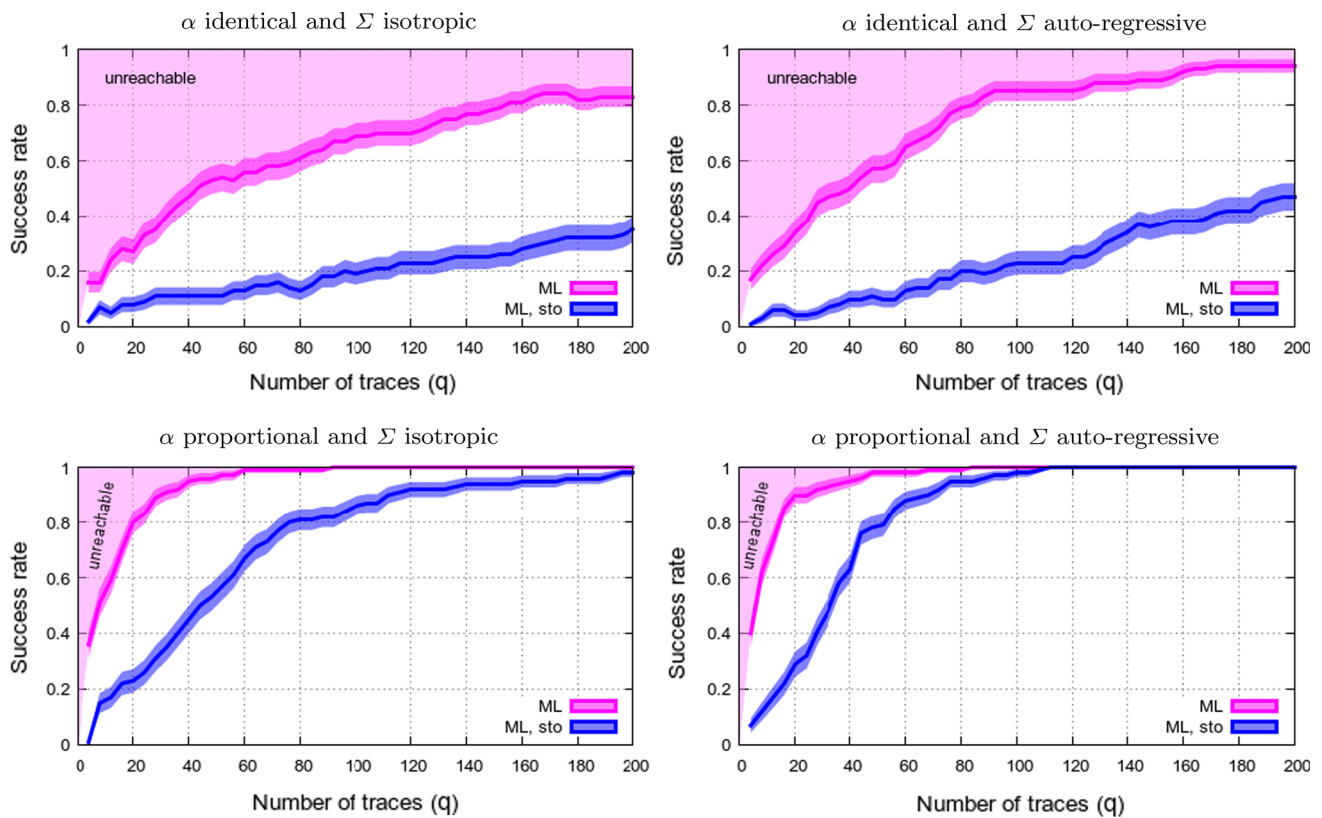 α identical and Σ isotropic
1
0.8
0.6
0.4
0.2
0
unreachable
Success rate
ML
ML, sto
0 20 40 60 80 100 120 140 160 180 200
Number of traces (q)
α identical and Σ auto-regressive
1
0.8
0.6
0.4
0.2
0
unreachable
Success rate
ML
ML, sto
0 20 40 60 80 100 120 140 160 180 200
Number of traces (q)
α proportional and Σ isotropic
1
0.8
0.6
0.4
0.2
0
unreachable
Success rate
ML
ML, sto
0 20 40 60 80 100 120 140 160 180 200
Number of traces (q)
α proportional and Σ auto-regressive
1
0.8
0.6
0.4
0.2
0
unreachable
Success rate
ML
ML, sto
0 20 40 60 80 100 120 140 160 180 200
Number of traces (q)